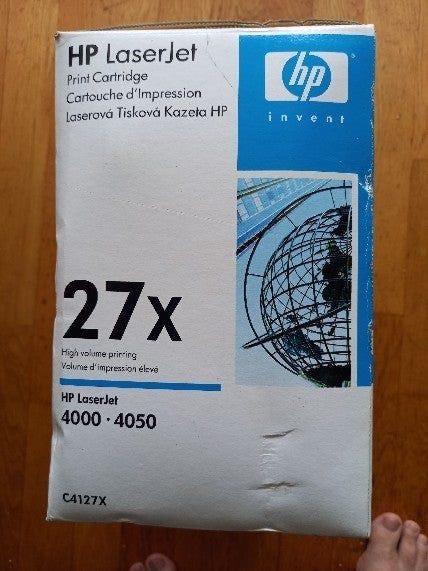 HP LaserJet
Print Cartridge
Cartouche d'Impression
Laserová Tisková Kazeta HP
hp
invent
27X
High volume printing
Volume d'impression élevé
HP LaserJet
4000 · 4050
C4127X